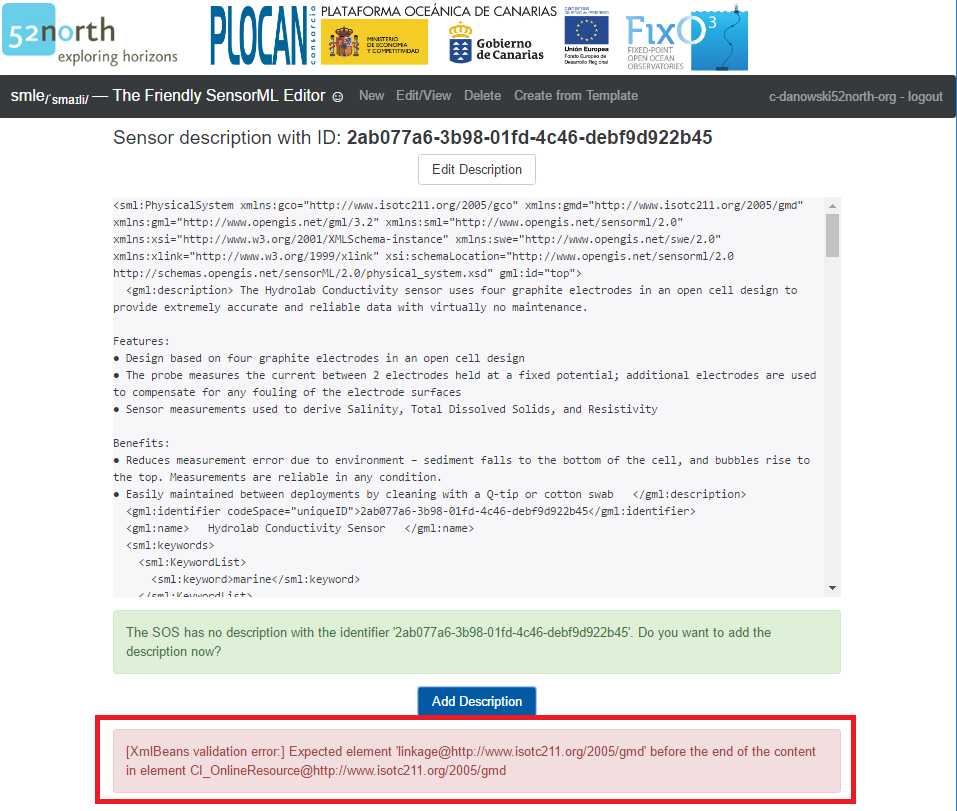 52north
exploring horizons
PLOCAN
consorcio
PLATAFORMA OCEÁNICA DE CANARIAS
MINISTERIO
DE ECONOMÍA
Y COMPETITIVIDAD
Gobierno
de Canarias
canarias
Unión Europea
Fondo Europeo de
Desarrollo Regional
FixO3
FIXED-POINT
OPEN OCEAN
OBSERVATORIES
smle/ˈsmaɪli/ — The Friendly SensorML Editor ☺ New Edit/View Delete Create from Template c-danowski52north-org - logout
Sensor description with ID: 2ab077a6-3b98-01fd-4c46-debf9d922b45
Edit Description
<sml:PhysicalSystem xmlns:gco="http://www.isotc211.org/2005/gco" xmlns:gmd="http://www.isotc211.org/2005/gmd"
xmlns:gml="http://www.opengis.net/gml/3.2" xmlns:sml="http://www.opengis.net/sensorml/2.0"
xmlns:xsi="http://www.w3.org/2001/XMLSchema-instance" xmlns:swe="http://www.opengis.net/swe/2.0"
xmlns:xlink="http://www.w3.org/1999/xlink" xsi:schemaLocation="http://www.opengis.net/sensorml/2.0
http://schemas.opengis.net/sensorML/2.0/physical_system.xsd" gml:id="top">
<gml:description> The Hydrolab Conductivity sensor uses four graphite electrodes in an open cell design to
provide extremely accurate and reliable data with virtually no maintenance.
Features:
● Design based on four graphite electrodes in an open cell design
● The probe measures the current between 2 electrodes held at a fixed potential; additional electrodes are used
to compensate for any fouling of the electrode surfaces
● Sensor measurements used to derive Salinity, Total Dissolved Solids, and Resistivity
Benefits:
● Reduces measurement error due to environment – sediment falls to the bottom of the cell, and bubbles rise to
the top. Measurements are reliable in any condition.
● Easily maintained between deployments by cleaning with a Q-tip or cotton swab </gml:description>
<gml:identifier codeSpace="uniqueID">2ab077a6-3b98-01fd-4c46-debf9d922b45</gml:identifier>
<gml:name> Hydrolab Conductivity Sensor </gml:name>
<sml:keywords>
<sml:KeywordList>
<sml:keyword>marine</sml:keyword>
</sml:KeywordList>
The SOS has no description with the identifier '2ab077a6-3b98-01fd-4c46-debf9d922b45'. Do you want to add the
description now?
Add Description
[XmlBeans validation error:] Expected element 'linkage@http://www.isotc211.org/2005/gmd' before the end of the content
in element CI_OnlineResource@http://www.isotc211.org/2005/gmd